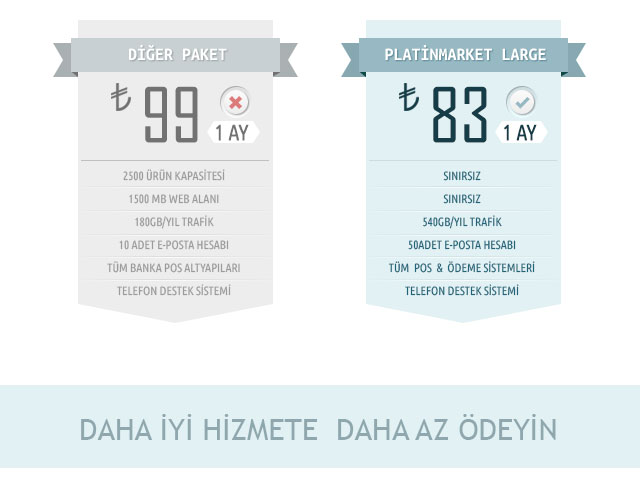 DİĞER PAKET
₺ 99
1 AY
2500 ÜRÜN KAPASİTESİ
1500 MB WEB ALANI
180GB/YIL TRAFİK
10 ADET E-POSTA HESABI
TÜM BANKA POS ALTYAPILARI
TELEFON DESTEK SİSTEMİ
PLATİNMARKET LARGE
₺ 83
1 AY
SINIRSIZ
SINIRSIZ
540GB/YIL TRAFİK
50ADET E-POSTA HESABI
TÜM POS & ÖDEME SİSTEMLERİ
TELEFON DESTEK SİSTEMİ
DAHA İYİ HİZMETE DAHA AZ ÖDEYİN